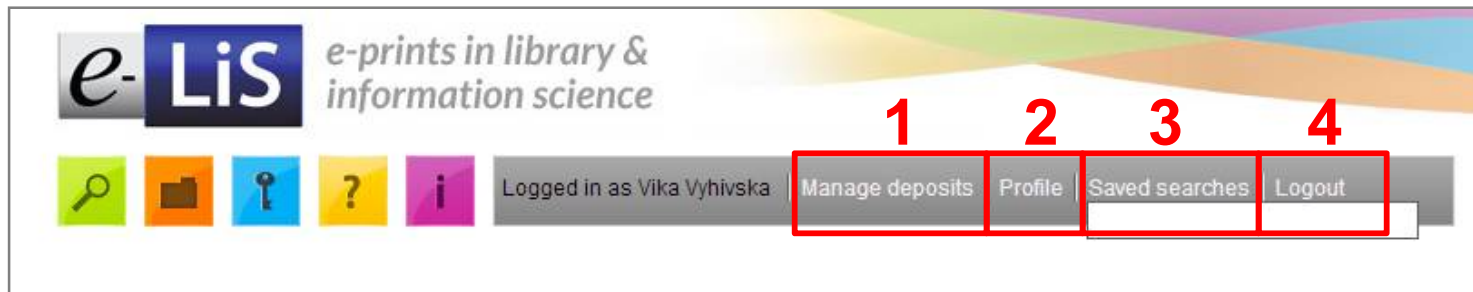 e- LiS
e-prints in library &
information science
1 2 3 4
? i
Logged in as Vika Vyhivska | Manage deposits | Profile | Saved searches | Logout